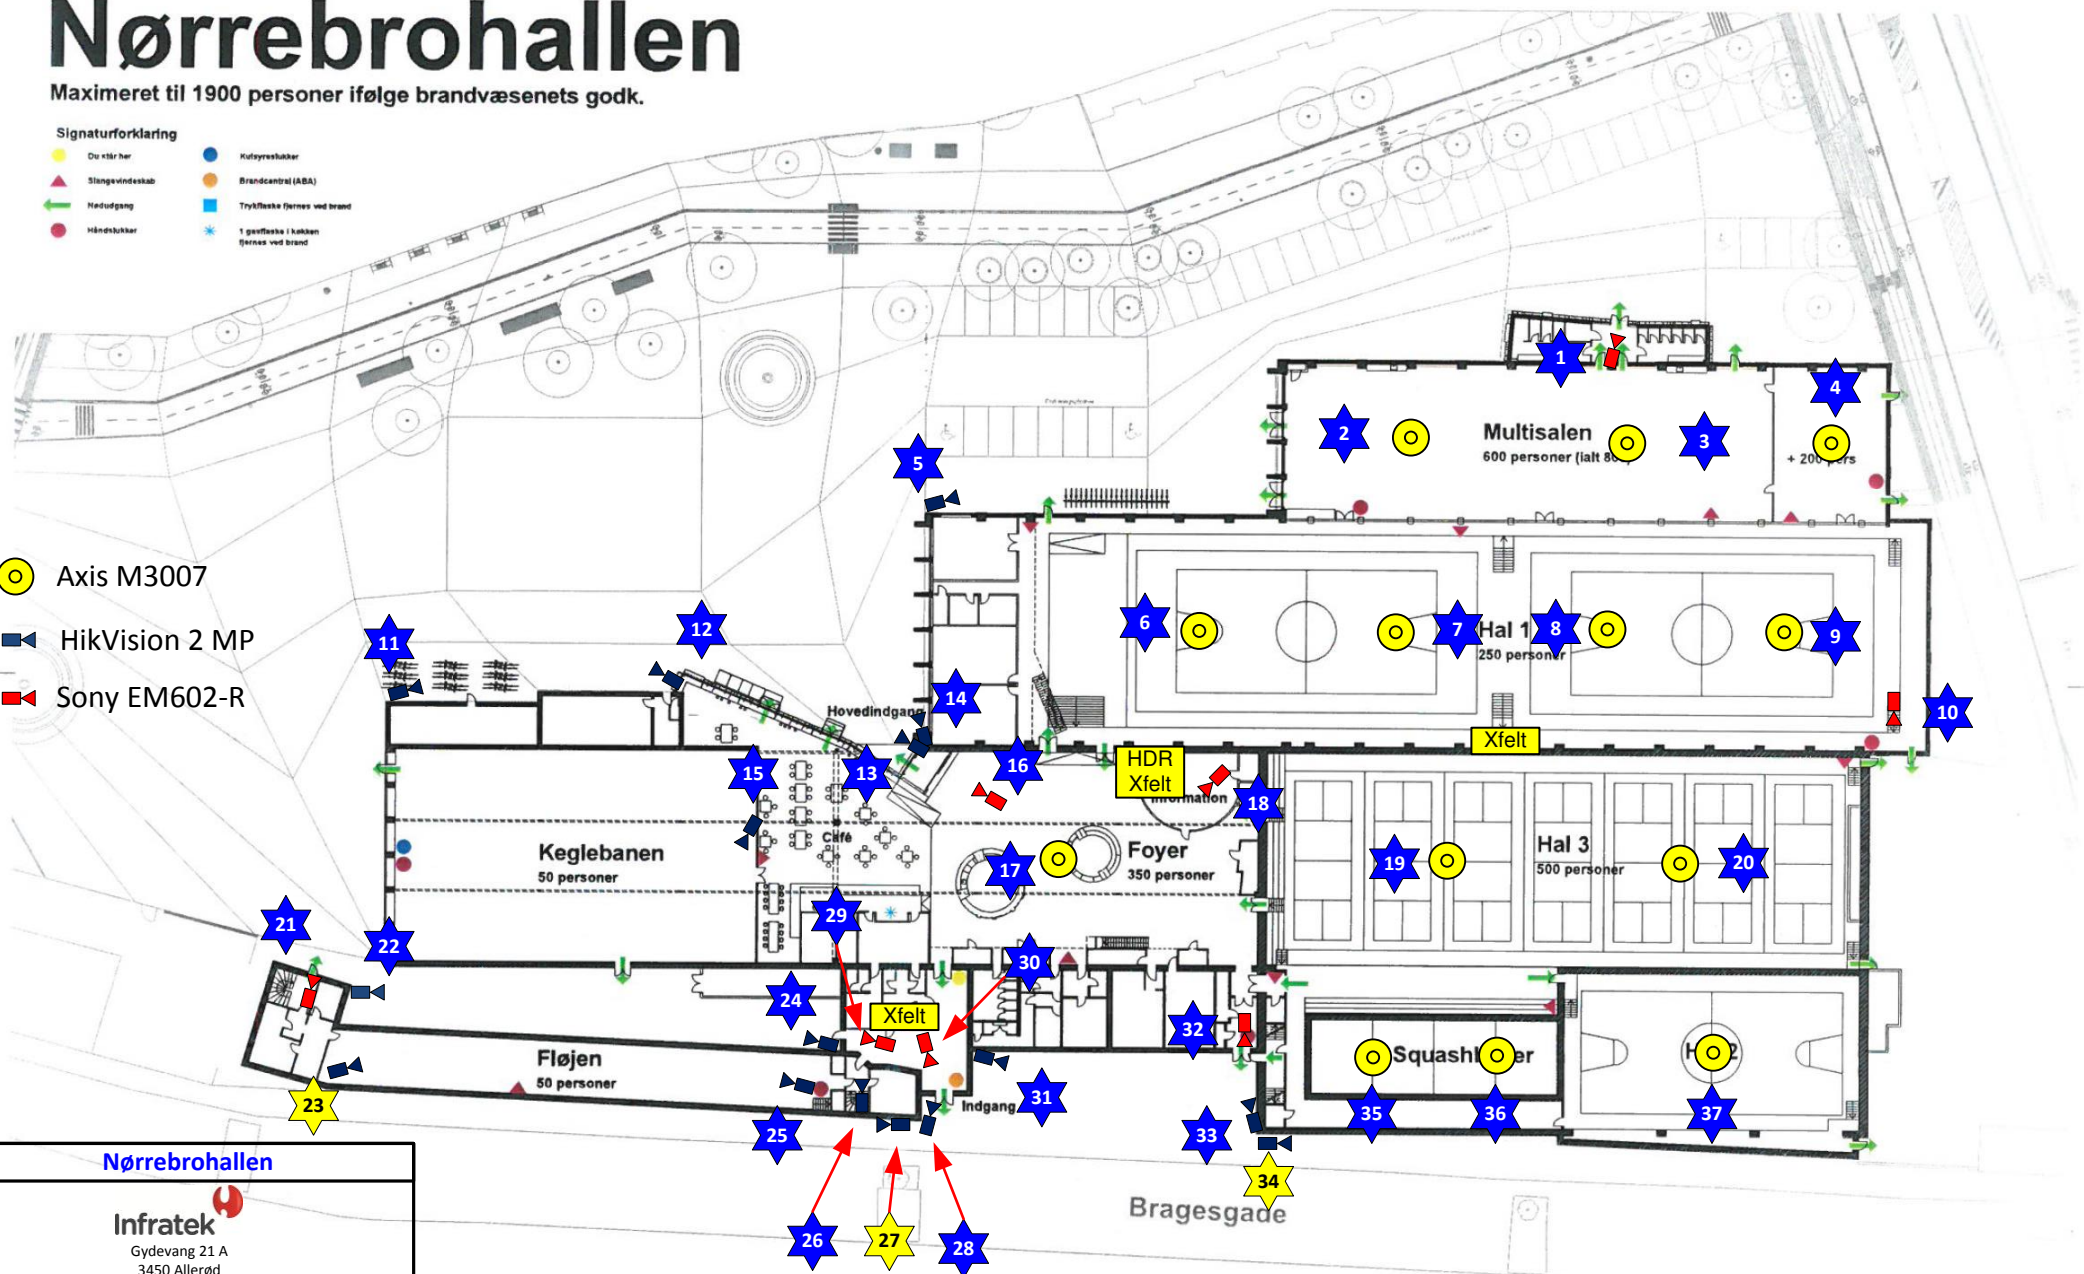 Nørrebrohallen
Maximeret til 1900 personer ifølge brandvæsenets godk.
Signaturforklaring
Du står her
Kulsyreslukker
Slangevindeskab
Brandcentral (ABA)
Nødudgang
Trykflaske fjernes ved brand
Håndslukker
1 gasflaske i køkken
fjernes ved brand
1
4
2
Multisalen
3
600 personer (ialt 80
+ 200 pers
5
Axis M3007
HikVision 2 MP
Sony EM602-R
6
7
Hal 1
8
9
250 personer
11
12
14
10
Hovedindgang
Xfelt
15
13
16
HDR
Xfelt
Information
18
Café
Keglebanen
50 personer
17
Foyer
350 personer
19
Hal 3
500 personer
20
21
22
29
30
24
Xfelt
32
Fløjen
50 personer
23
25
Indgang
31
33
34
35
36
37
26
27
28
Bragesgade
Nørrebrohallen
Infratek
Gydevang 21 A
3450 Allerød